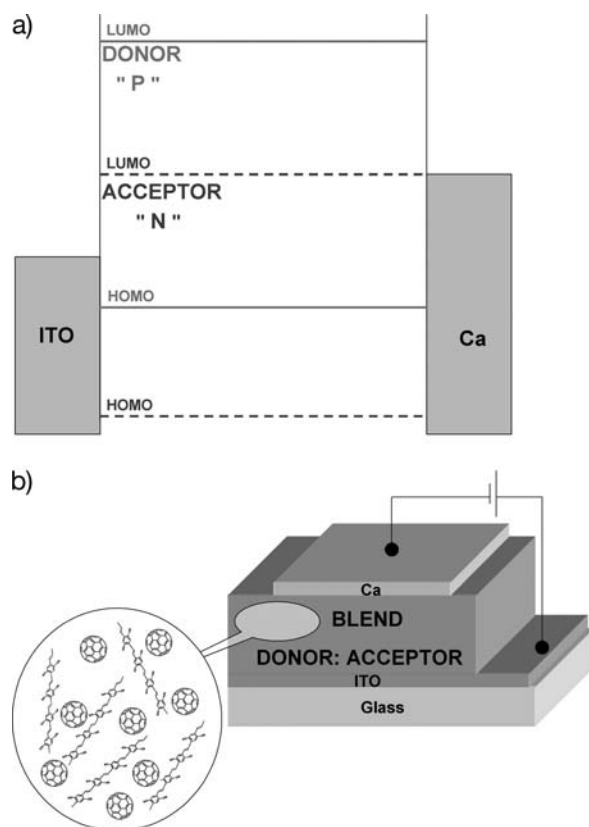 a)
LUMO
DONOR
" P "
LUMO
ACCEPTOR
" N "
HOMO
ITO
Ca
HOMO
b)
Ca
BLEND
DONOR: ACCEPTOR
ITO
Glass